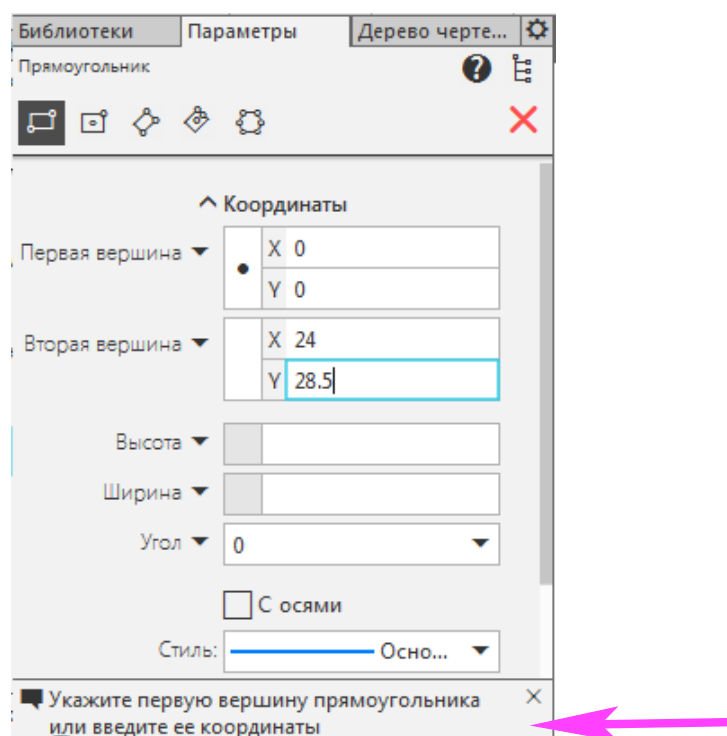 Библиотеки Параметры Дерево черте...
Прямоугольник
Координаты
Первая вершина X 0
Y 0
Вторая вершина X 24
Y 28.5
Высота
Ширина
Угол 0
С осями
Стиль: Осно...
Укажите первую вершину прямоугольника
или введите ее координаты